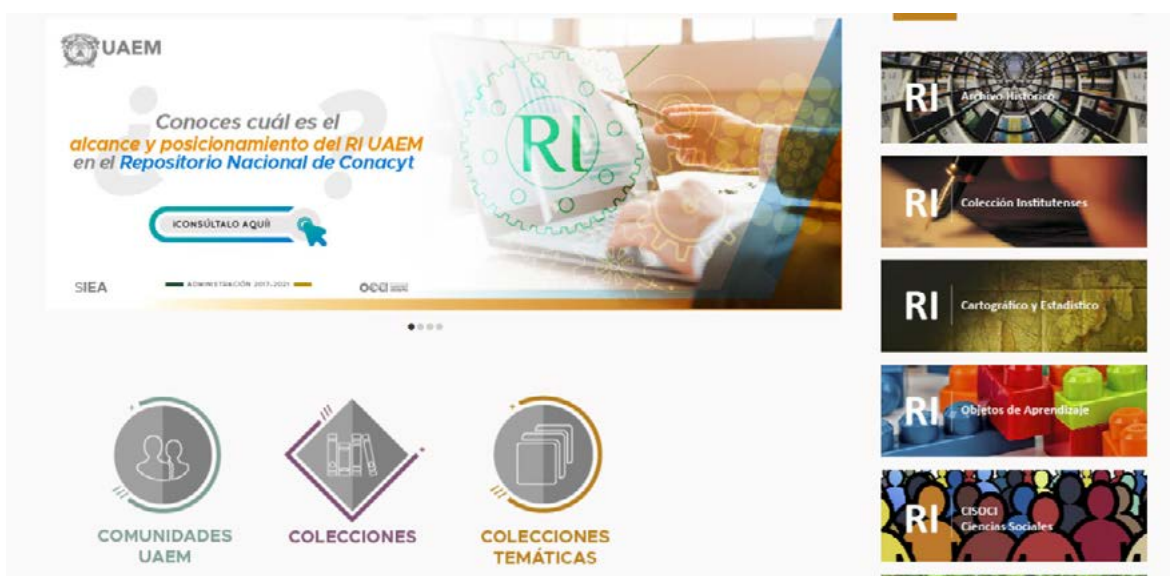 UAEM
Conoces cuál es el
alcance y posicionamiento del RI UAEM
en el Repositorio Nacional de Conacyt
¡CONSÚLTALO AQUÍ!
SIEA
ADMINISTRACIÓN 2017-2021
RI
COMUNIDADES
UAEM
COLECCIONES
COLECCIONES
TEMÁTICAS
RI Archivo Histórico
RI Colección Institutenses
RI Cartográfico y Estadístico
RI Objetos de Aprendizaje
RI CISOCI
Ciencias Sociales